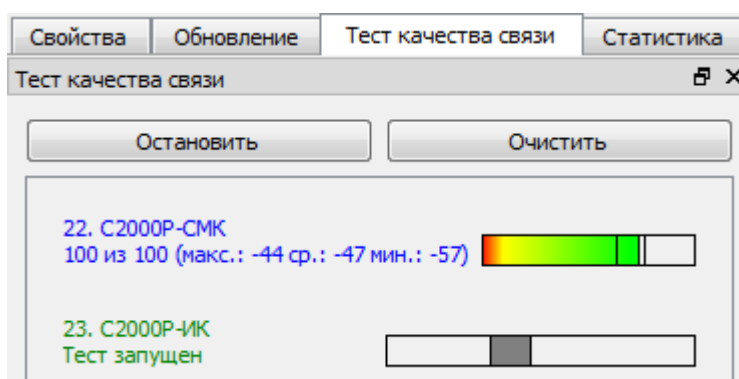 Свойства Обновление Тест качества связи Статистика
Тест качества связи
Остановить Очистить
22. С2000Р-СМК
100 из 100 (макс.: -44 ср.: -47 мин.: -57)
23. С2000Р-ИК
Тест запущен